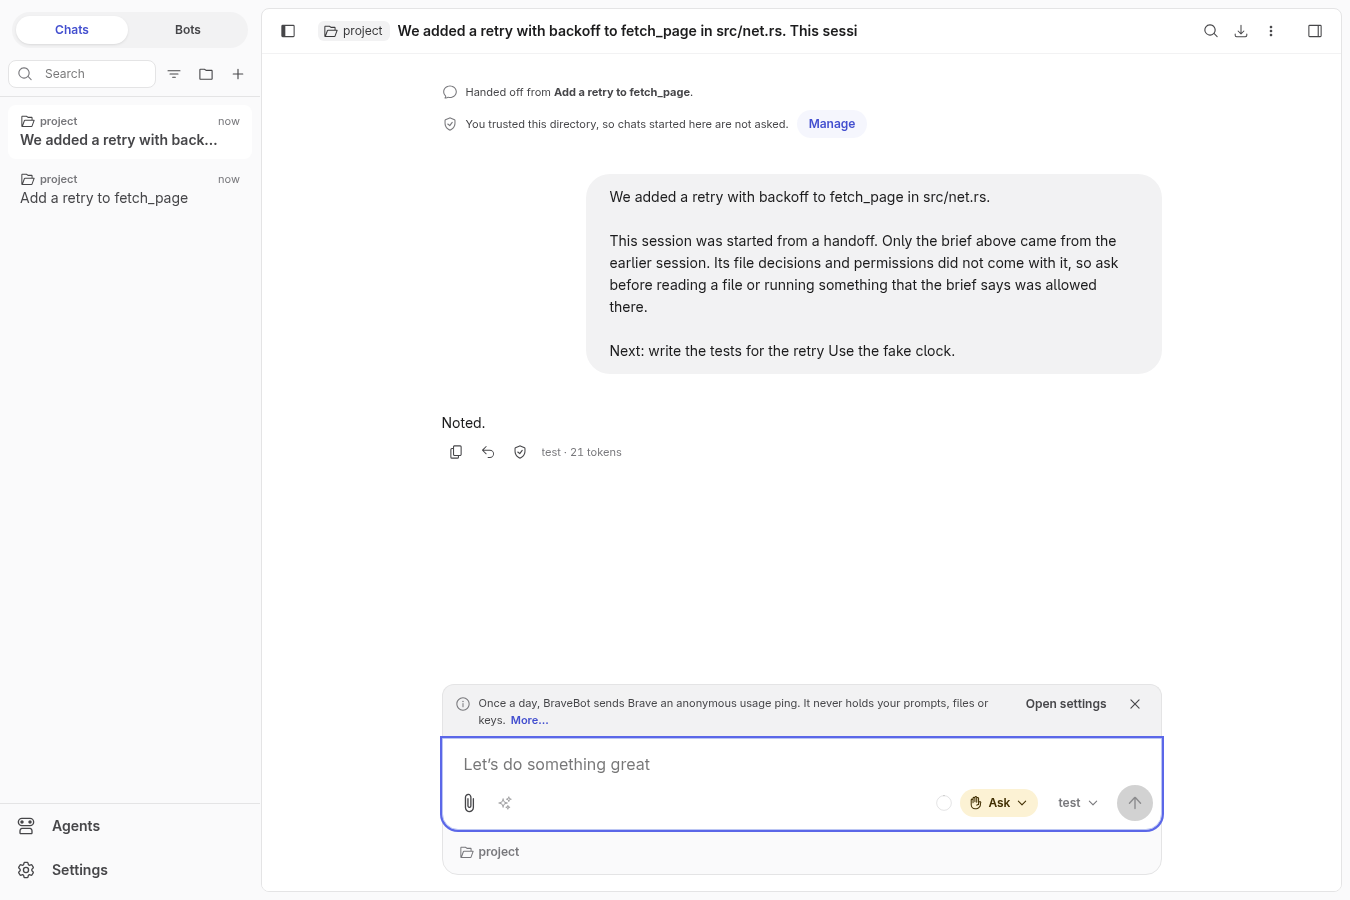 Chats
Bots
Search
project
now
We added a retry with back...
project
now
Add a retry to fetch_page
Agents
Settings
project
We added a retry with backoff to fetch_page in src/net.rs. This sessi
Handed off from Add a retry to fetch_page.
You trusted this directory, so chats started here are not asked.
Manage
We added a retry with backoff to fetch_page in src/net.rs.
This session was started from a handoff. Only the brief above came from the
earlier session. Its file decisions and permissions did not come with it, so ask
before reading a file or running something that the brief says was allowed
there.
Next: write the tests for the retry Use the fake clock.
Noted.
test · 21 tokens
Once a day, BraveBot sends Brave an anonymous usage ping. It never holds your prompts, files or
keys. More...
Open settings
Let's do something great
Ask
test
project